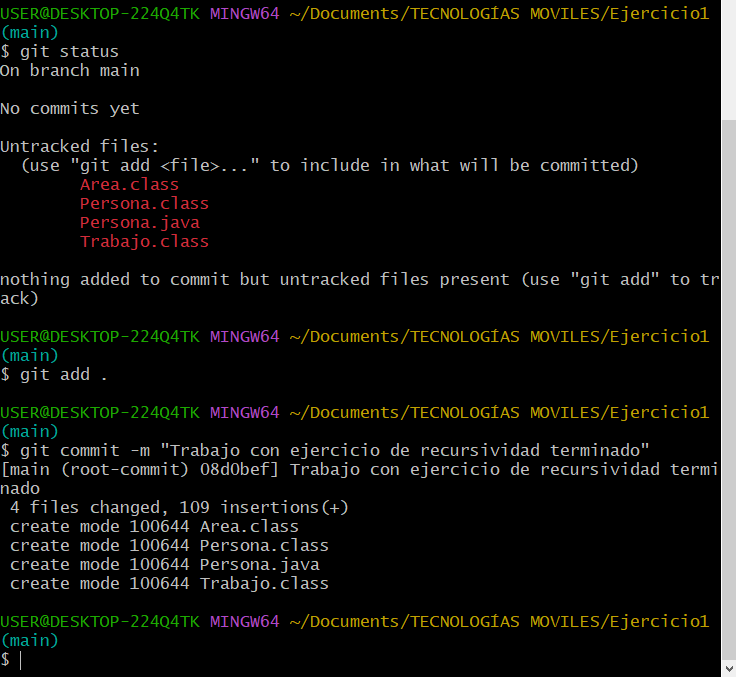 USER@DESKTOP-224Q4TK MINGW64 ~/Documents/TECNOLOGÍAS MOVILES/Ejercicio1
(main)
$ git status
On branch main
No commits yet
Untracked files:
(use "git add <file>..." to include in what will be committed)
Area.class
Persona.class
Persona.java
Trabajo.class
nothing added to commit but untracked files present (use "git add" to tr
ack)
USER@DESKTOP-224Q4TK MINGW64 ~/Documents/TECNOLOGÍAS MOVILES/Ejercicio1
(main)
$ git add .
USER@DESKTOP-224Q4TK MINGW64 ~/Documents/TECNOLOGÍAS MOVILES/Ejercicio1
(main)
$ git commit -m "Trabajo con ejercicio de recursividad terminado"
[main (root-commit) 08d0bef] Trabajo con ejercicio de recursividad termi
nado
4 files changed, 109 insertions(+)
create mode 100644 Area.class
create mode 100644 Persona.class
create mode 100644 Persona.java
create mode 100644 Trabajo.class
USER@DESKTOP-224Q4TK MINGW64 ~/Documents/TECNOLOGÍAS MOVILES/Ejercicio1
(main)
$